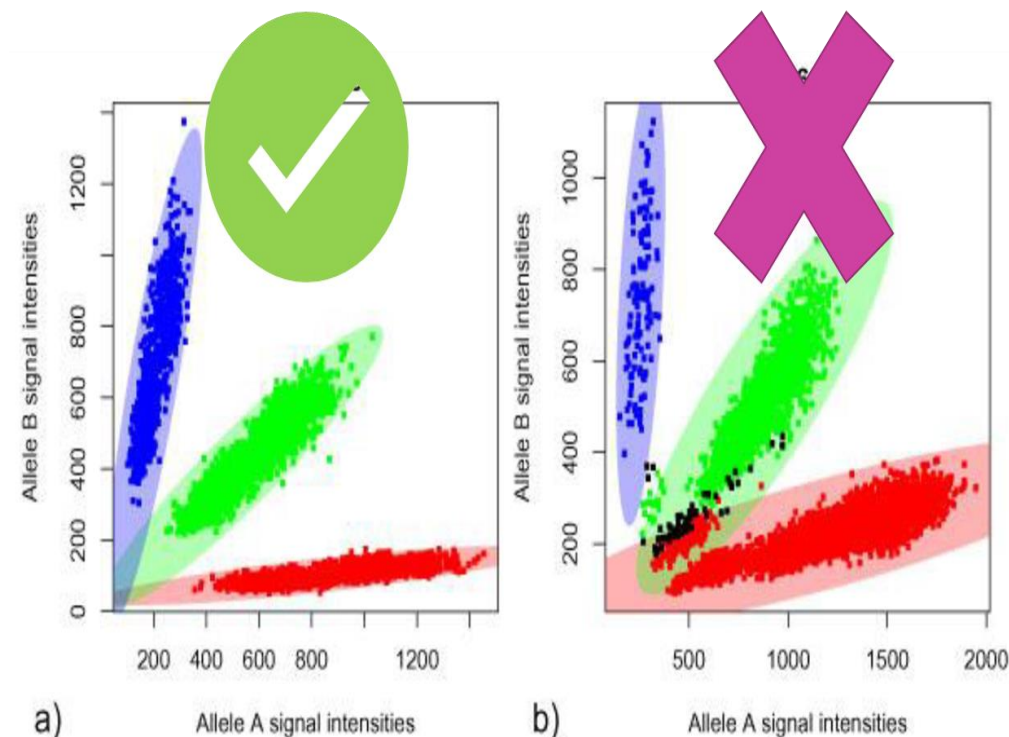 Allele B signal intensities
1200
800
600
400
200
0
200 400 600 800 1200
a)
Allele A signal intensities
Allele B signal intensities
1000
800
600
400
200
500 1000 1500 2000
b)
Allele A signal intensities